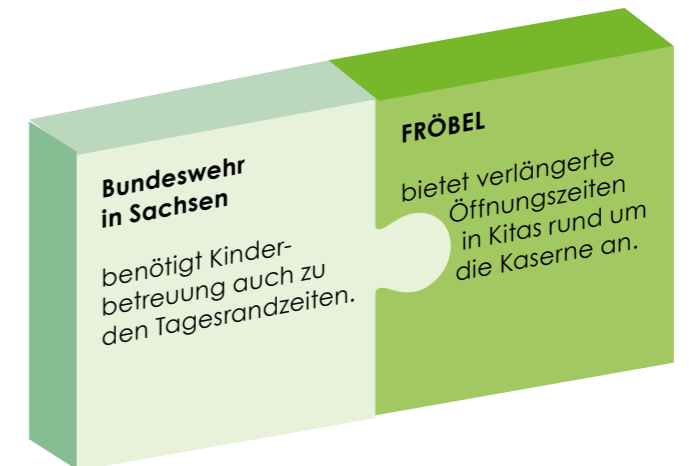 Bundeswehr
in Sachsen
benötigt Kinder-
betreuung auch zu
den Tagesrandzeiten.
FRÖBEL
bietet verlängerte
Öffnungszeiten
in Kitas rund um
die Kaserne an.